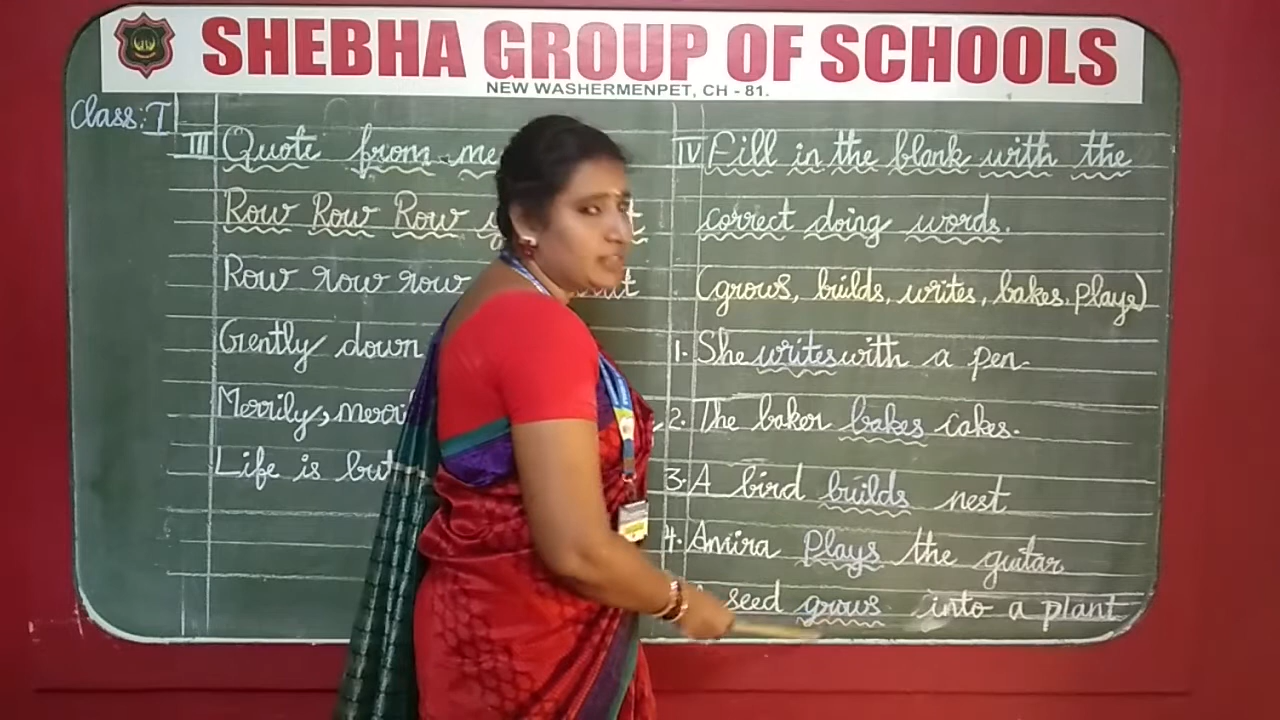 SHEBHA GROUP OF SCHOOLS
NEW WASHERMENPET, CH - 81.
Class: I
III Quote from
Row Row Row
Row row row
Gently down
Merrily,
Life is but
IV Fill in the blank with the
correct doing words.
(grows, builds, writes, bakes, plays)
1. She writes with a pen
2. The baker bakes cakes.
3. A bird builds nest
4. Amira Plays the guitar
seed grows into a plant